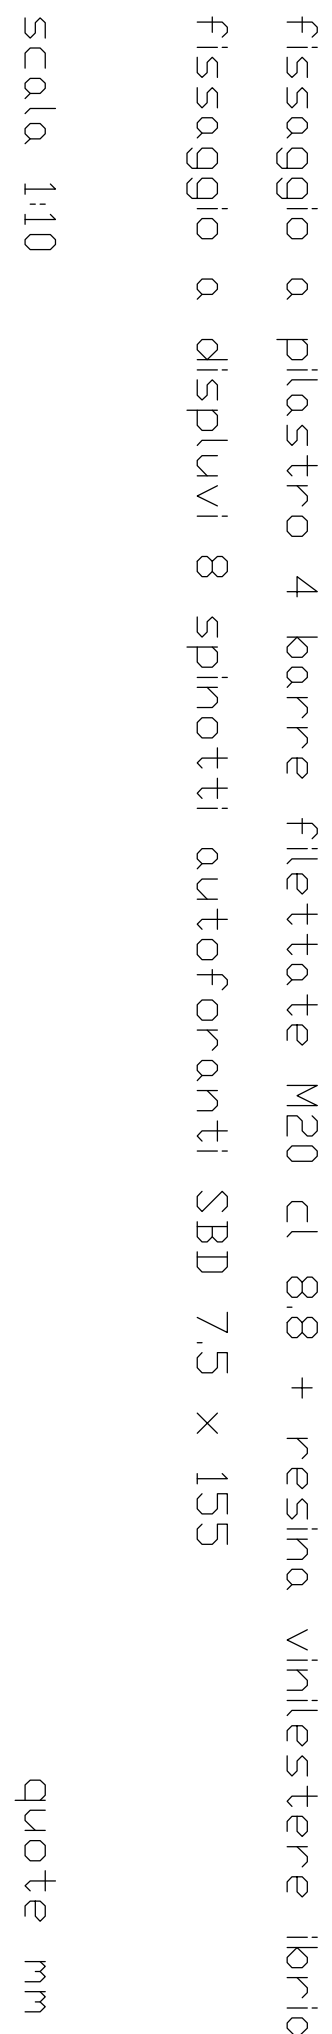 fissaggio a pilastro 4 barre filettate M20 cl 8.8 + resina vinilestere
fissaggio a displuvi 8 spinotti autoforanti SBD 7.5 x 155
scala 1:10 quote mm